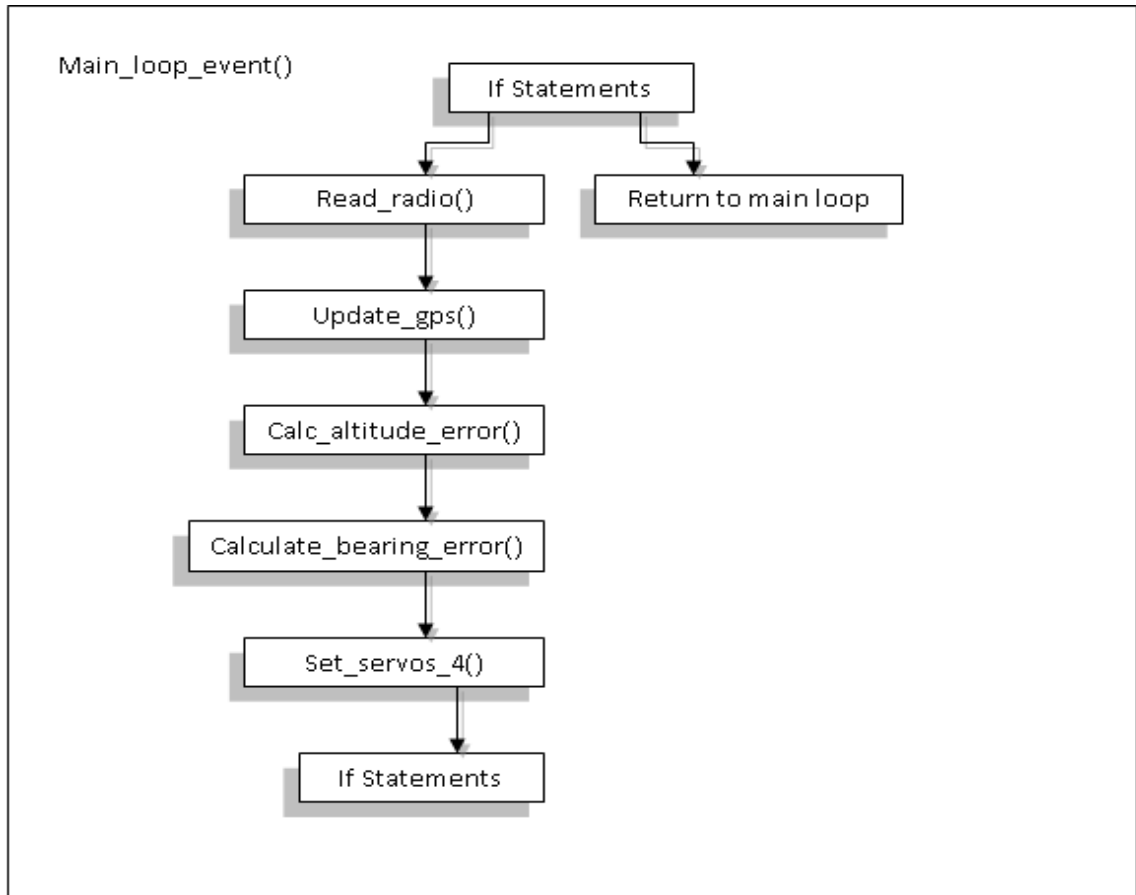 Main_loop_event()
If Statements
Read_radio()
Return to main loop
Update_gps()
Calc_altitude_error()
Calculate_bearing_error()
Set_servos_4()
If Statements